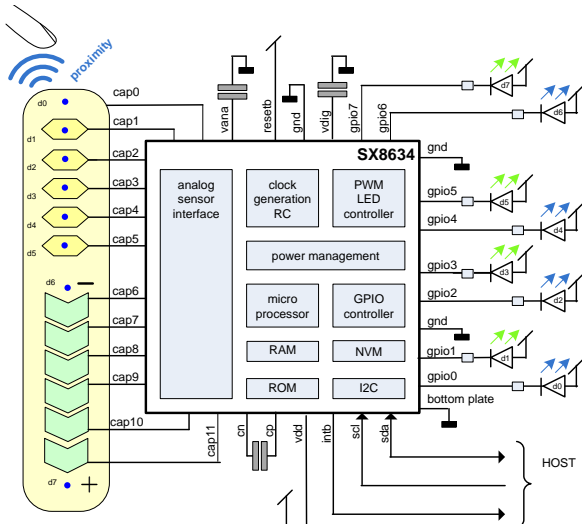 proximity
d0
cap0
d1
cap1
d2
cap2
d3
cap3
d4
cap4
d5
cap5
d6
−
cap6
cap7
cap8
cap9
cap10
cap11
d7
+
vana
resetb
gnd
vdig
gpio7
gpio6
SX8634
analog
sensor
interface
clock
generation
RC
PWM
LED
controller
power management
micro
processor
GPIO
controller
RAM
NVM
ROM
I2C
d7
d6
gnd
gpio5
d5
gpio4
d4
gpio3
d3
gpio2
d2
gnd
gpio1
d1
gpio0
d0
bottom plate
cn
cp
vdd
intb
scl
sda
HOST